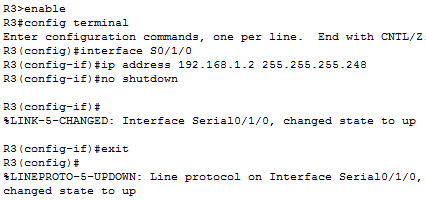 R3>enable
R3#config terminal
Enter configuration commands, one per line.  End with CNTL/Z.
R3(config)#interface S0/1/0
R3(config-if)#ip address 192.168.1.2 255.255.255.248
R3(config-if)#no shutdown
R3(config-if)#
%LINK-5-CHANGED: Interface Serial0/1/0, changed state to up
R3(config-if)#exit
R3(config)#
%LINEPROTO-5-UPDOWN: Line protocol on Interface Serial0/1/0,
changed state to up